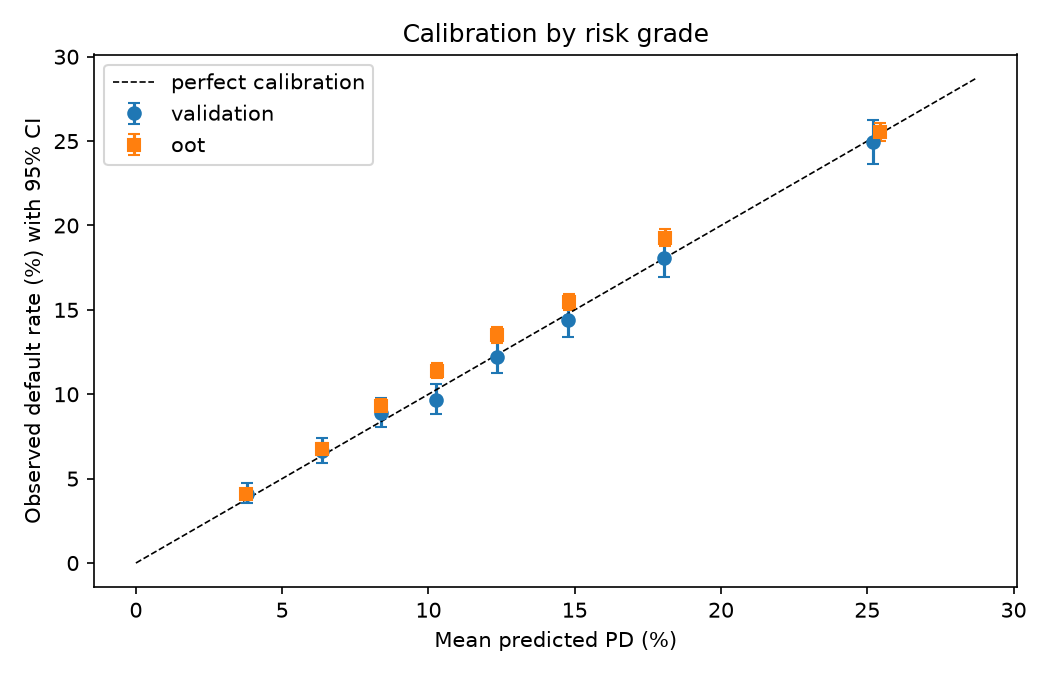 Calibration by risk grade
perfect calibration
validation
oot
Observed default rate (%) with 95% CI
30
25
20
15
10
5
0
0 5 10 15 20 25 30
Mean predicted PD (%)